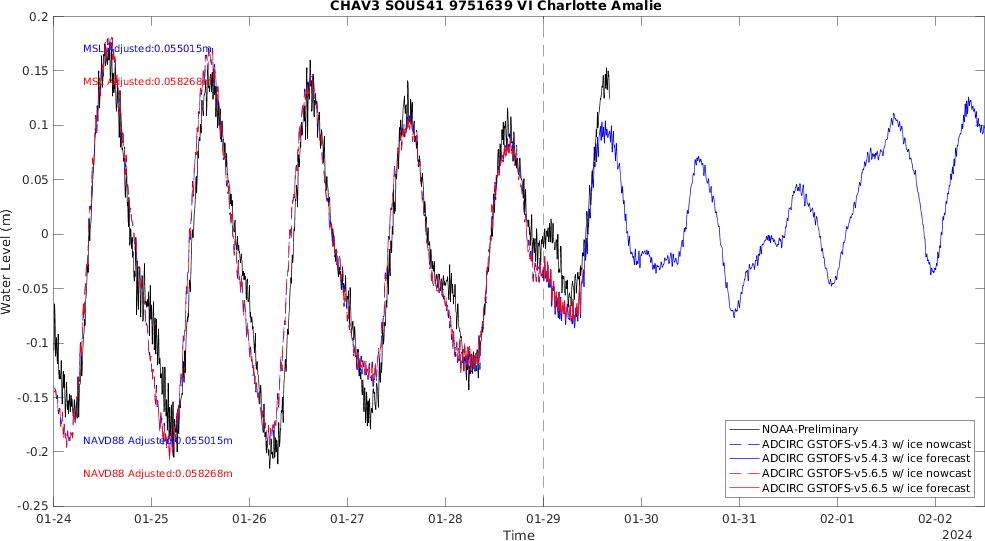 CHAV3 SOUS41 9751639 VI Charlotte Amalie
0.2
0.15
0.1
0.05
0
-0.05
-0.1
-0.15
-0.2
-0.25
Water Level (m)
MSL Adjusted:0.055015m
MSL Adjusted:0.058268m
NAVD88 Adjusted:0.055015m
NAVD88 Adjusted:0.058268m
NOAA-Preliminary
ADCIRC GSTOFS-v5.4.3 w/ ice nowcast
ADCIRC GSTOFS-v5.4.3 w/ ice forecast
ADCIRC GSTOFS-v5.6.5 w/ ice nowcast
ADCIRC GSTOFS-v5.6.5 w/ ice forecast
01-24 01-25 01-26 01-27 01-28 01-29 01-30 01-31 02-01 02-02
Time
2024